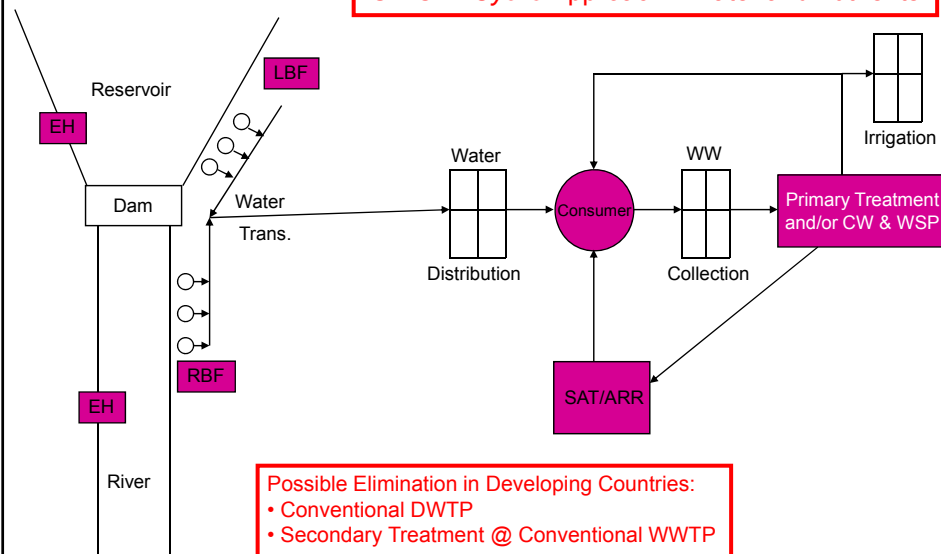 Reservoir
LBF
EH
Dam
Water
Trans.
RBF
EH
River
Water
Distribution
Consumer
WW
Collection
Irrigation
Primary Treatment
and/or CW & WSP
SAT/ARR
Possible Elimination in Developing Countries:
• Conventional DWTP
• Secondary Treatment @ Conventional WWTP